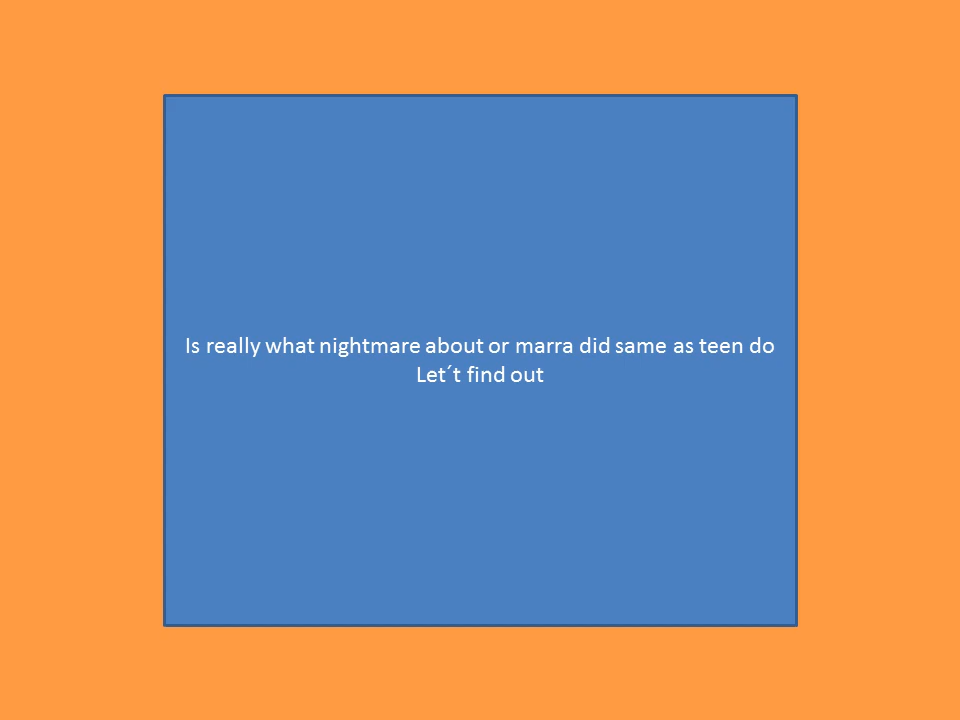 Is really what nightmare about or marra did same as teen do
Let´t find out